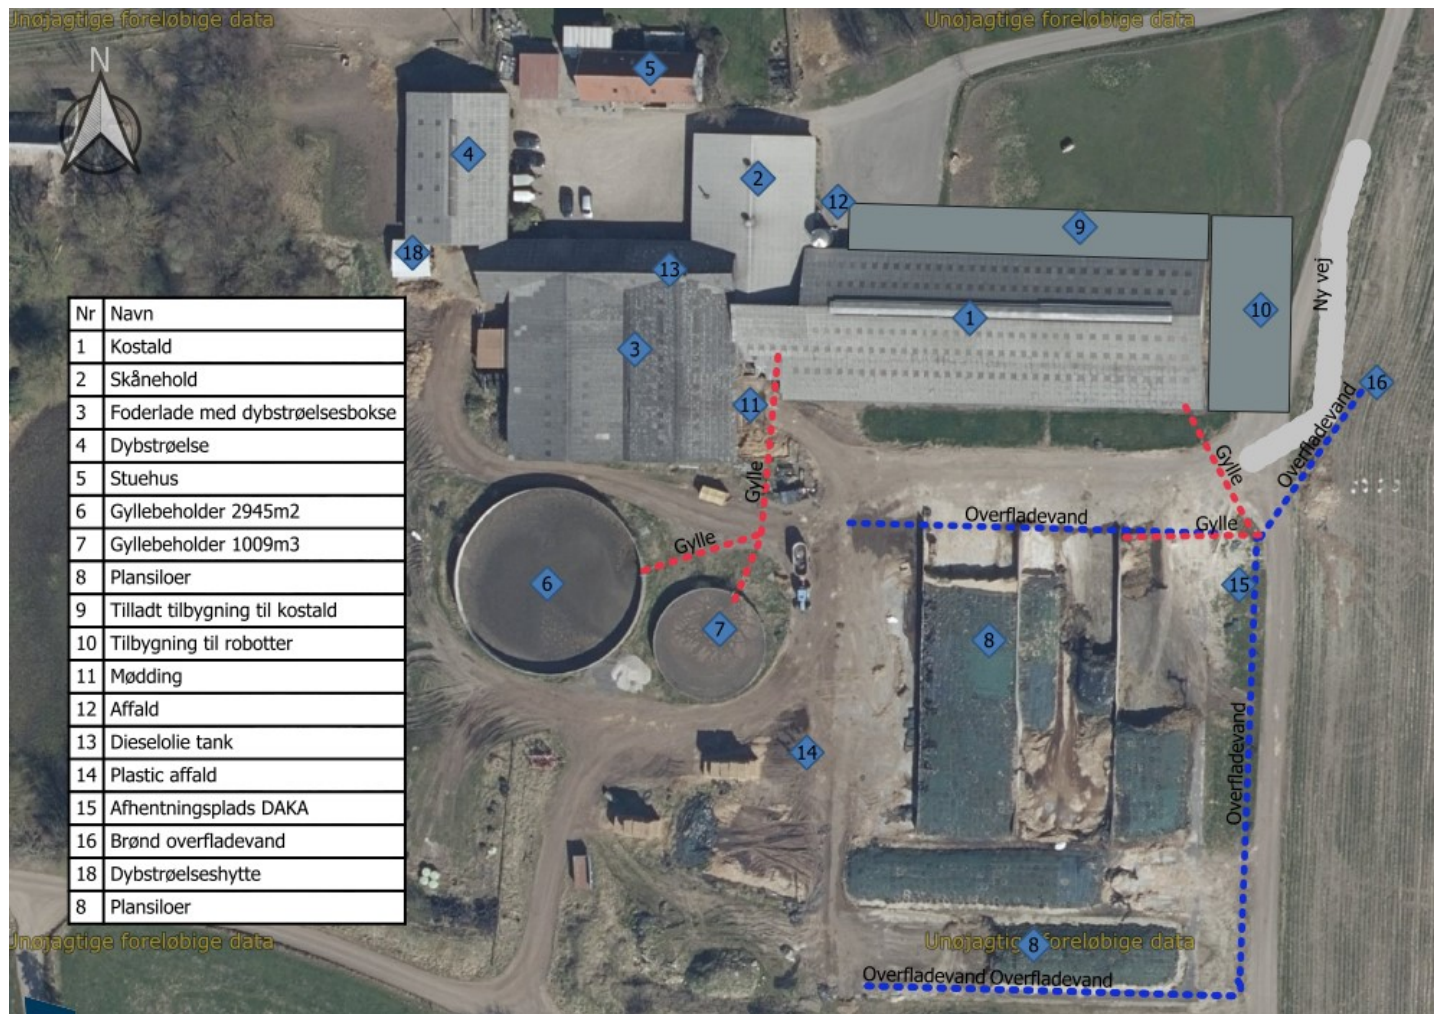 Unøjagtige foreløbige data
Unøjagtige foreløbige data
N
5
4
2
12
9
18
13
10
Ny vej
1
3
16
11
Overfladevand
Gylle
Gylle
Overfladevand
Gylle
Gylle
6
15
7
8
14
Overfladevand
Nr Navn
1 Kostald
2 Skånehold
3 Foderlade med dybstrøelsesbokse
4 Dybstrøelse
5 Stuehus
6 Gyllebeholder 2945m2
7 Gyllebeholder 1009m3
8 Plansiloer
9 Tilladt tilbygning til kostald
10 Tilbygning til robotter
11 Mødding
12 Affald
13 Dieselolie tank
14 Plastic affald
15 Afhentningsplads DAKA
16 Brønd overfladevand
18 Dybstrøelseshytte
8 Plansiloer
Unøjagtige foreløbige data
Unøjagtige foreløbige data
8
Overfladevand Overfladevand